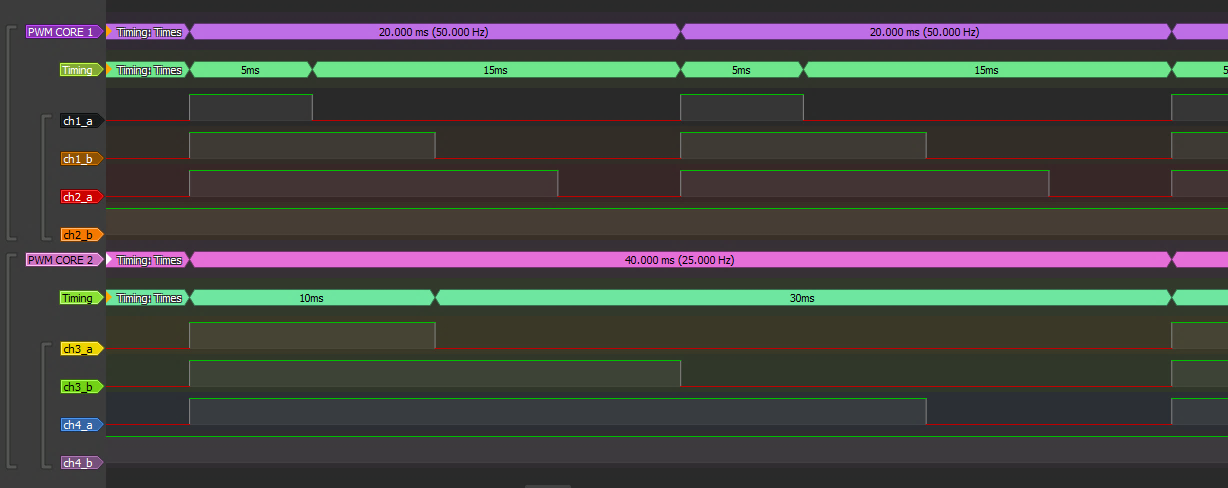 PWM CORE 1 Timing: Times 20.000 ms (50.000 Hz) 20.000 ms (50.000 Hz)
Timing Timing: Times 5ms 15ms 5ms 15ms 5
ch1_a
ch1_b
ch2_a
ch2_b
PWM CORE 2 Timing: Times 40.000 ms (25.000 Hz)
Timing Timing: Times 10ms 30ms
ch3_a
ch3_b
ch4_a
ch4_b